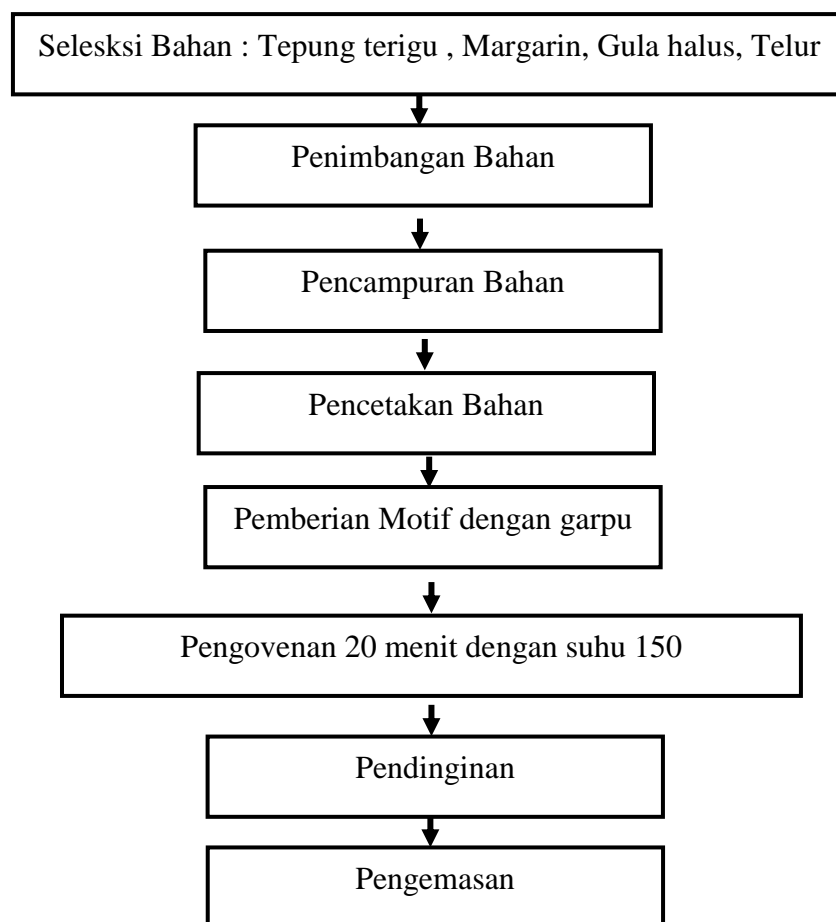 Selesksi Bahan : Tepung terigu , Margarin, Gula halus, Telur
Penimbangan Bahan
Pencampuran Bahan
Pencetakan Bahan
Pemberian Motif dengan garpu
Pengovenan 20 menit dengan suhu 150
Pendinginan
Pengemasan